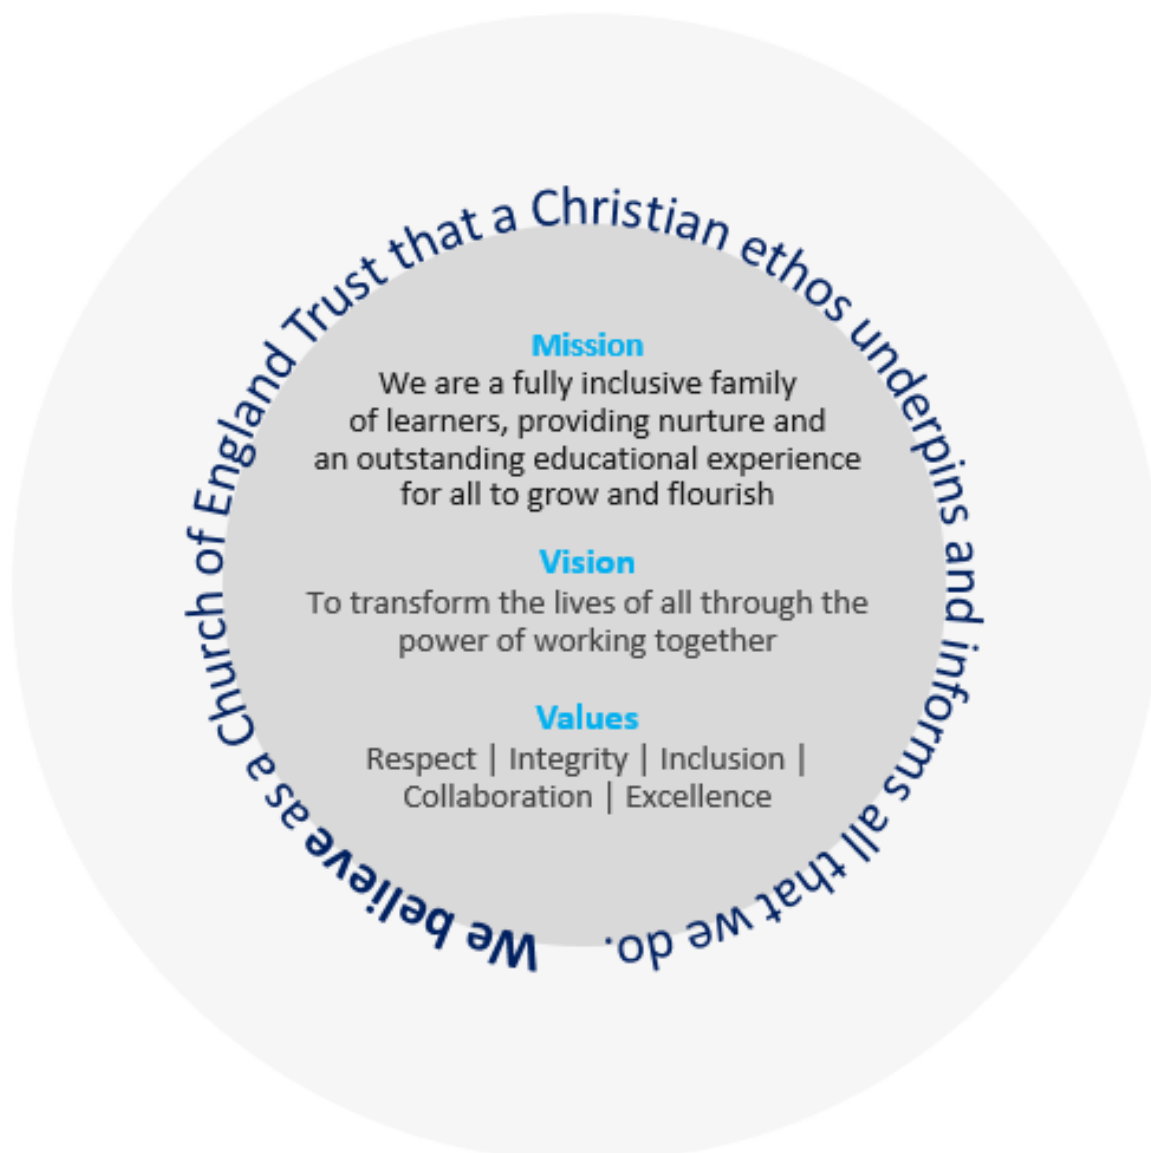 We believe as a Church of England Trust that a Christian ethos underpins and informs all that we do.
Mission
We are a fully inclusive family
of learners, providing nurture and
an outstanding educational experience
for all to grow and flourish
Vision
To transform the lives of all through the
power of working together
Values
Respect | Integrity | Inclusion |
Collaboration | Excellence